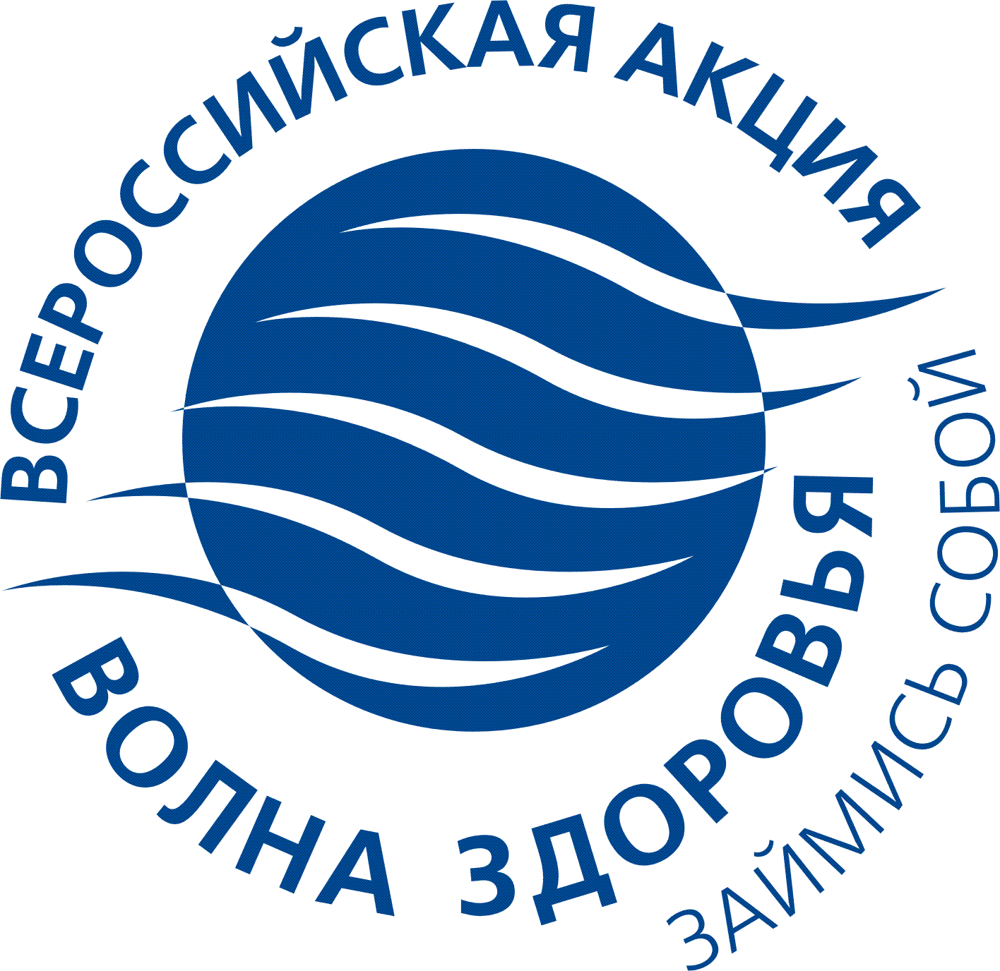 ВСЕРОССИЙСКАЯ АКЦИЯ
ВОЛНА ЗДОРОВЬЯ
ЗАЙМИСЬ СОБОЙ